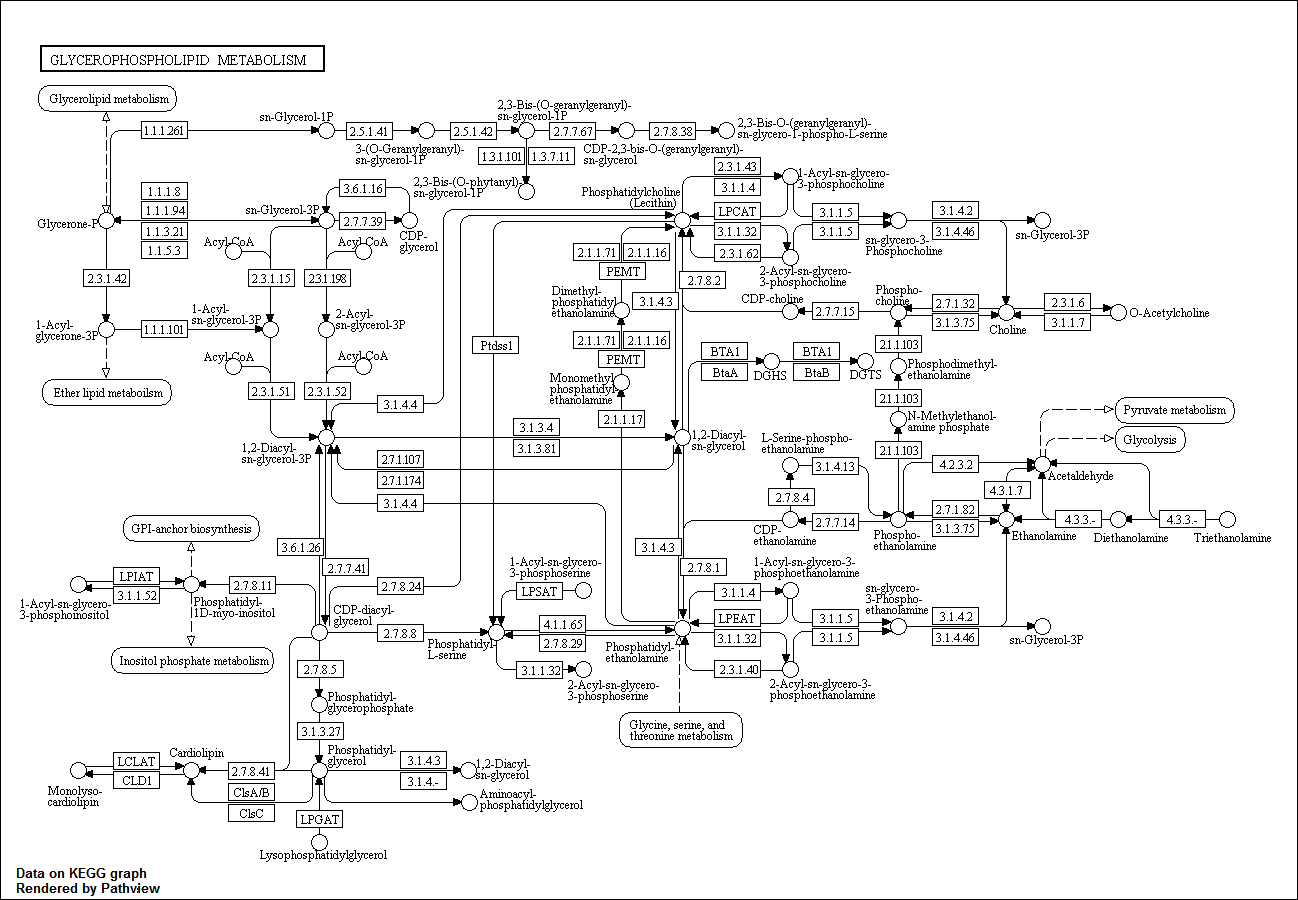 GLYCEROPHOSPHOLIPID METABOLISM
Glycerolipid metabolism
1.1.1.261
sn-Glycerol-1P
2.5.1.41
3-(O-Geranylgeranyl)-
sn-glycerol-1P
2.5.1.42
2,3-Bis-(O-geranylgeranyl)-
sn-glycerol-1P
2.7.7.67
CDP-2,3-bis-O-(geranylgeranyl)-
sn-glycerol
2.7.8.38
2,3-Bis-O-(geranylgeranyl)-
sn-glycero-1-phospho-L-serine
1.3.1.101
1.3.7.11
2,3-Bis-(O-phytanyl)-
sn-glycerol-1P
Glycerone-P
1.1.1.8
1.1.1.94
1.1.3.21
1.1.5.3
sn-Glycerol-3P
3.6.1.16
2.7.7.39
CDP-
glycerol
Acyl-CoA
Acyl-CoA
2.3.1.42
2.3.1.15
2.3.1.198
1-Acyl-
glycerone-3P
1.1.1.101
1-Acyl-
sn-glycerol-3P
2-Acyl-
sn-glycerol-3P
Acyl-CoA
Acyl-CoA
Ether lipid metabolism
2.3.1.51
2.3.1.52
3.1.4.4
1,2-Diacyl-
sn-glycerol-3P
3.1.3.4
3.1.3.81
2.7.1.107
2.7.1.174
3.1.4.4
Ptdss1
Phosphatidylcholine
(Lecithin)
2.1.1.71
2.1.1.16
PEMT
Dimethyl-
phosphatidyl
ethanolamine
2.1.1.71
2.1.1.16
PEMT
Monomethyl
phosphatidyl
ethanolamine
2.1.1.17
3.1.4.3
2.7.8.2
2.3.1.43
3.1.1.4
LPCAT
3.1.1.32
2.3.1.62
1-Acyl-sn-glycero-
3-phosphocholine
2-Acyl-sn-glycero-
3-phosphocholine
3.1.1.5
3.1.1.5
sn-glycero-3-
Phosphocholine
3.1.4.2
3.1.4.46
sn-Glycerol-3P
CDP-choline
2.7.7.15
Phospho-
choline
2.7.1.32
3.1.3.75
Choline
2.3.1.6
3.1.1.7
O-Acetylcholine
BTA1
BtaA
DGHS
BTA1
BtaB
DGTS
2.1.1.103
Phosphodimethyl-
ethanolamine
2.1.1.103
N-Methylethanol-
amine phosphate
2.1.1.103
1,2-Diacyl-
sn-glycerol
L-Serine-phospho-
ethanolamine
3.1.4.13
2.7.8.4
CDP-
ethanolamine
2.7.7.14
Phospho-
ethanolamine
4.2.3.2
Acetaldehyde
Pyruvate metabolism
Glycolysis
4.3.1.7
2.7.1.82
3.1.3.75
Ethanolamine
4.3.3.-
Diethanolamine
4.3.3.-
Triethanolamine
GPI-anchor biosynthesis
3.6.1.26
2.7.7.41
LPIAT
3.1.1.52
1-Acyl-sn-glycero-
3-phosphoinositol
2.7.8.11
Phosphatidyl-
1D-myo-inositol
Inositol phosphate metabolism
2.7.8.24
CDP-diacyl-
glycerol
2.7.8.8
1-Acyl-sn-glycero-
3-phosphoserine
LPSAT
Phosphatidyl-
L-serine
4.1.1.65
2.7.8.29
3.1.1.32
2-Acyl-sn-glycero-
3-phosphoserine
3.1.4.3
2.7.8.1
Phosphatidyl-
ethanolamine
1-Acyl-sn-glycero-3-
phosphoethanolamine
3.1.1.4
LPEAT
3.1.1.32
2.3.1.40
2-Acyl-sn-glycero-3-
phosphoethanolamine
3.1.1.5
3.1.1.5
sn-glycero-
3-Phospho-
ethanolamine
3.1.4.2
3.1.4.46
sn-Glycerol-3P
Glycine, serine, and
threonine metabolism
2.7.8.5
Phosphatidyl-
glycerophosphate
3.1.3.27
Phosphatidyl-
glycerol
LCLAT
CLD1
Monolyso-
cardiolipin
Cardiolipin
2.7.8.41
ClsA/B
ClsC
3.1.4.3
3.1.4.-
1,2-Diacyl-
sn-glycerol
Aminoacyl-
phosphatidylglycerol
LPGAT
Lysophosphatidylglycerol
Data on KEGG graph
Rendered by Pathview